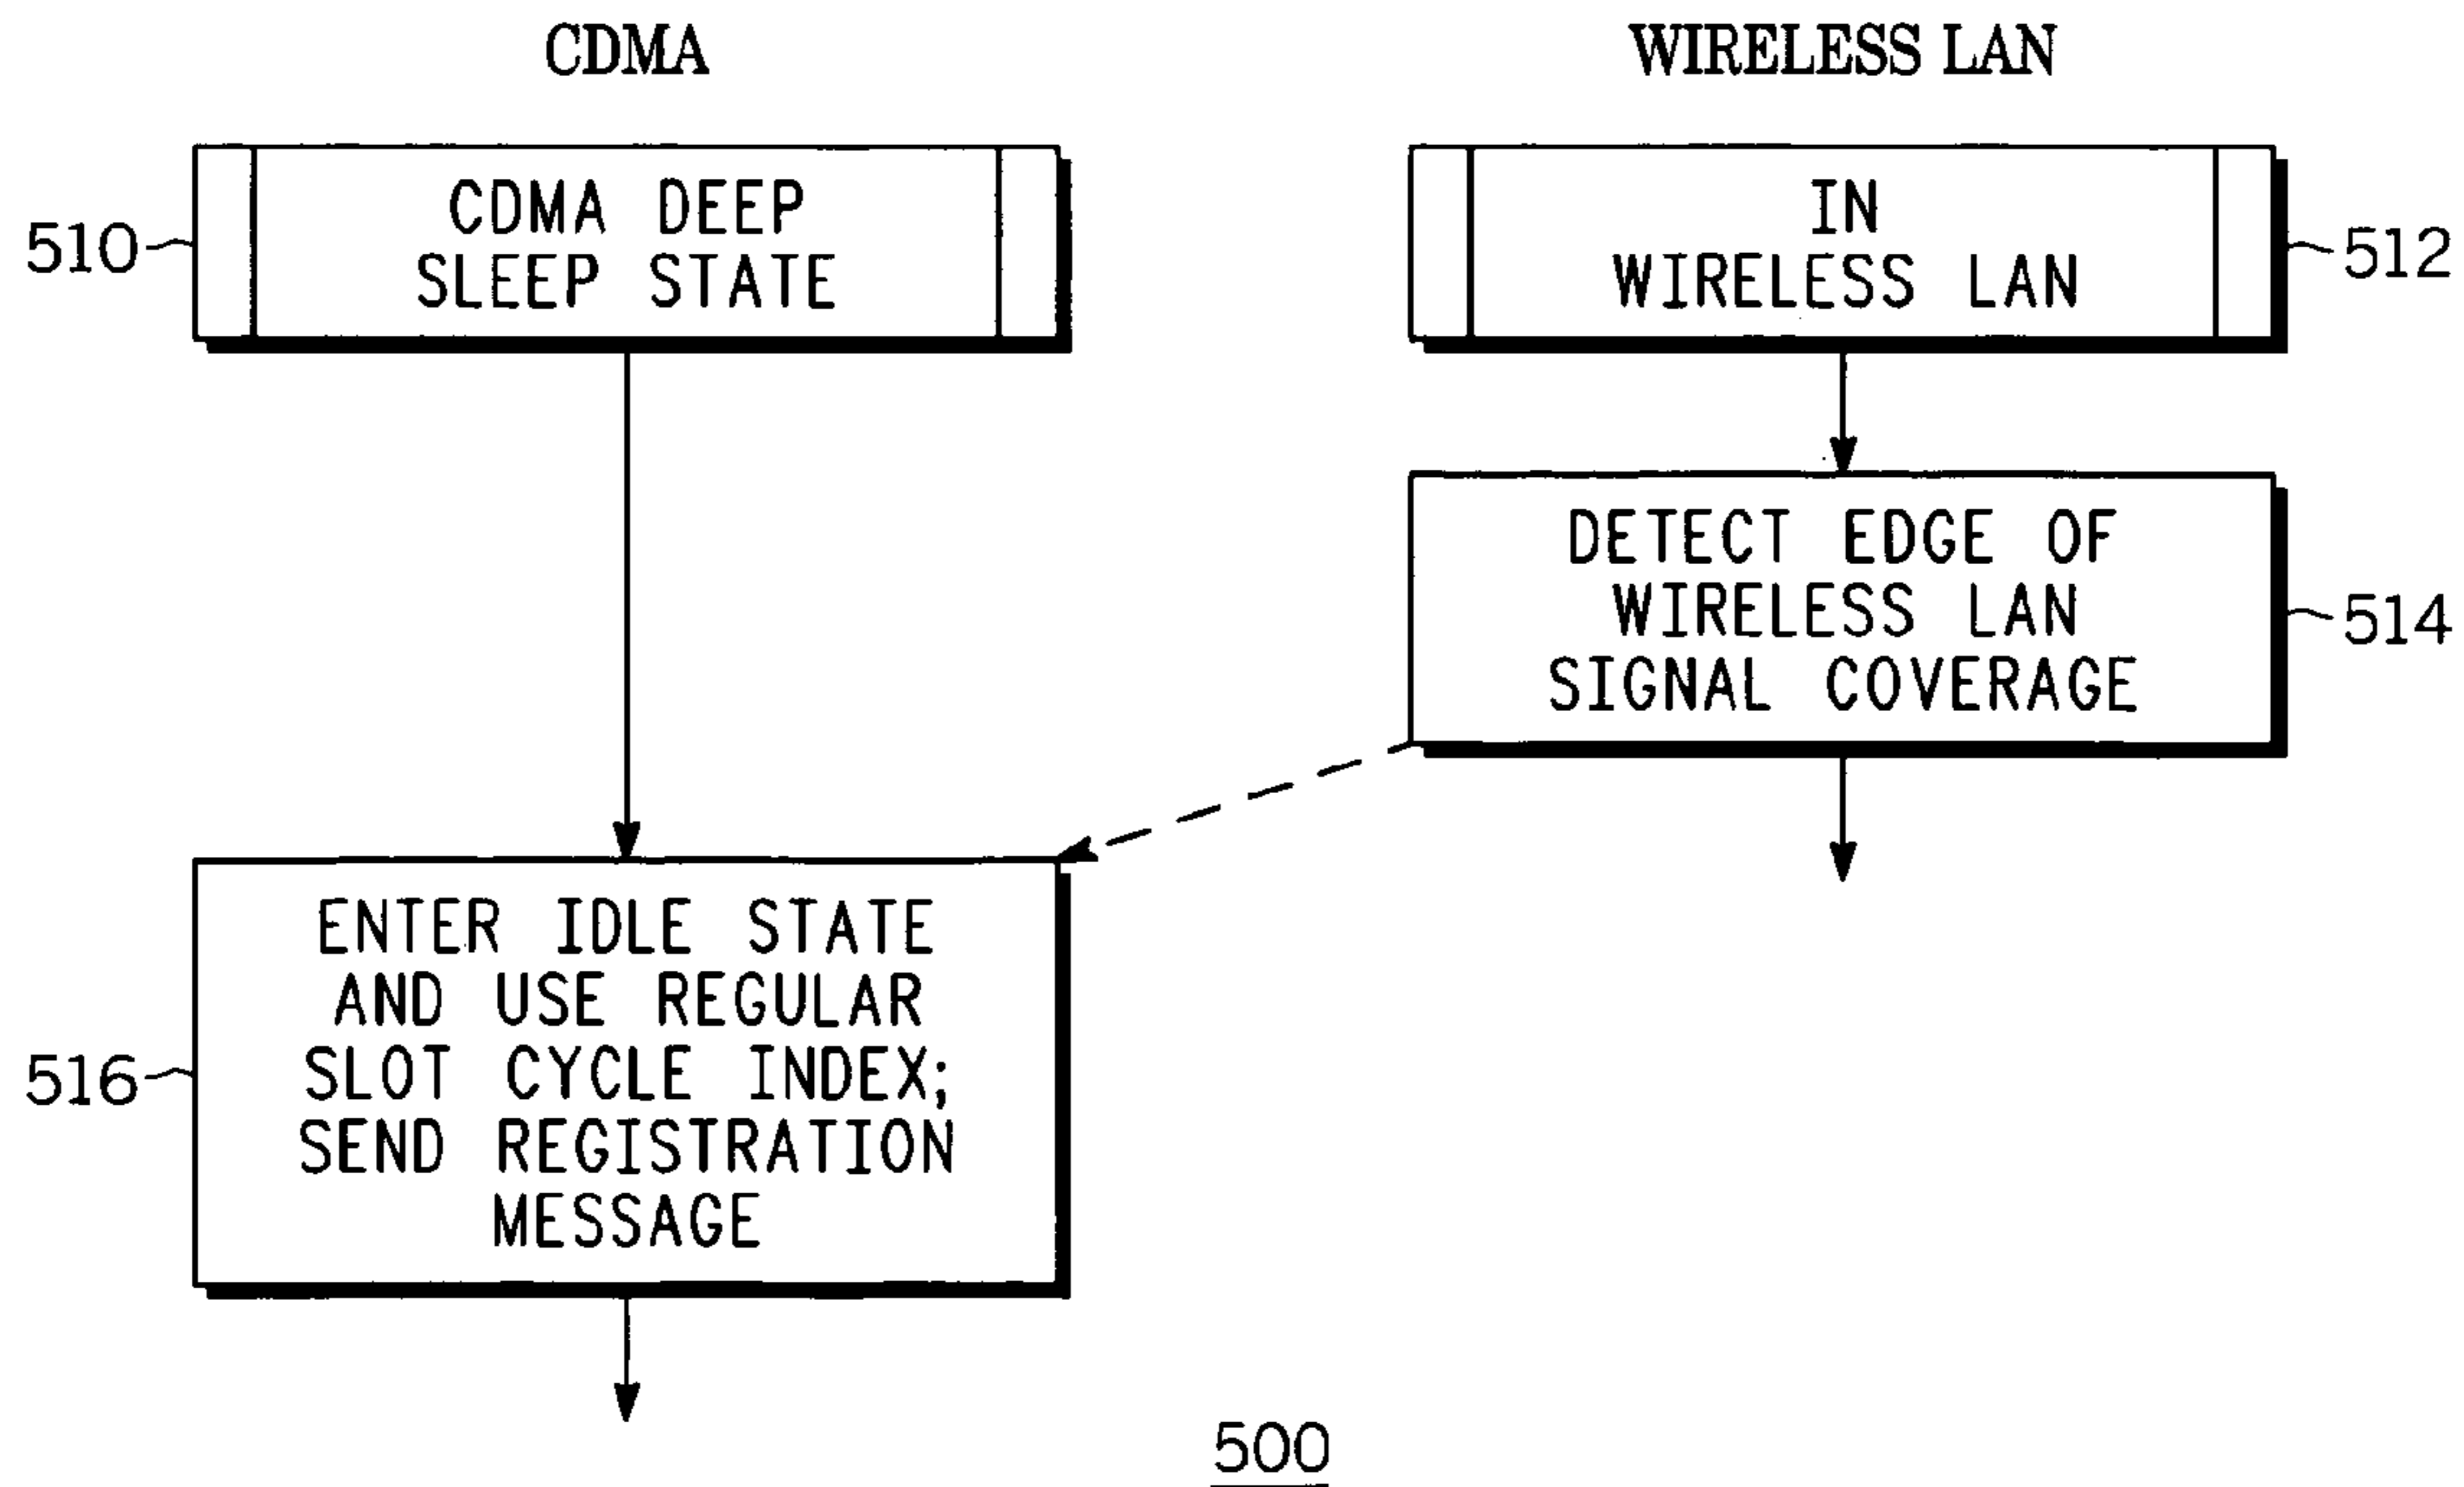 CDMA
WIRELESS LAN
510
CDMA DEEP
SLEEP STATE
IN
WIRELESS LAN
512
DETECT EDGE OF
WIRELESS LAN
SIGNAL COVERAGE
514
516
ENTER IDLE STATE
AND USE REGULAR
SLOT CYCLE INDEX;
SEND REGISTRATION
MESSAGE
500